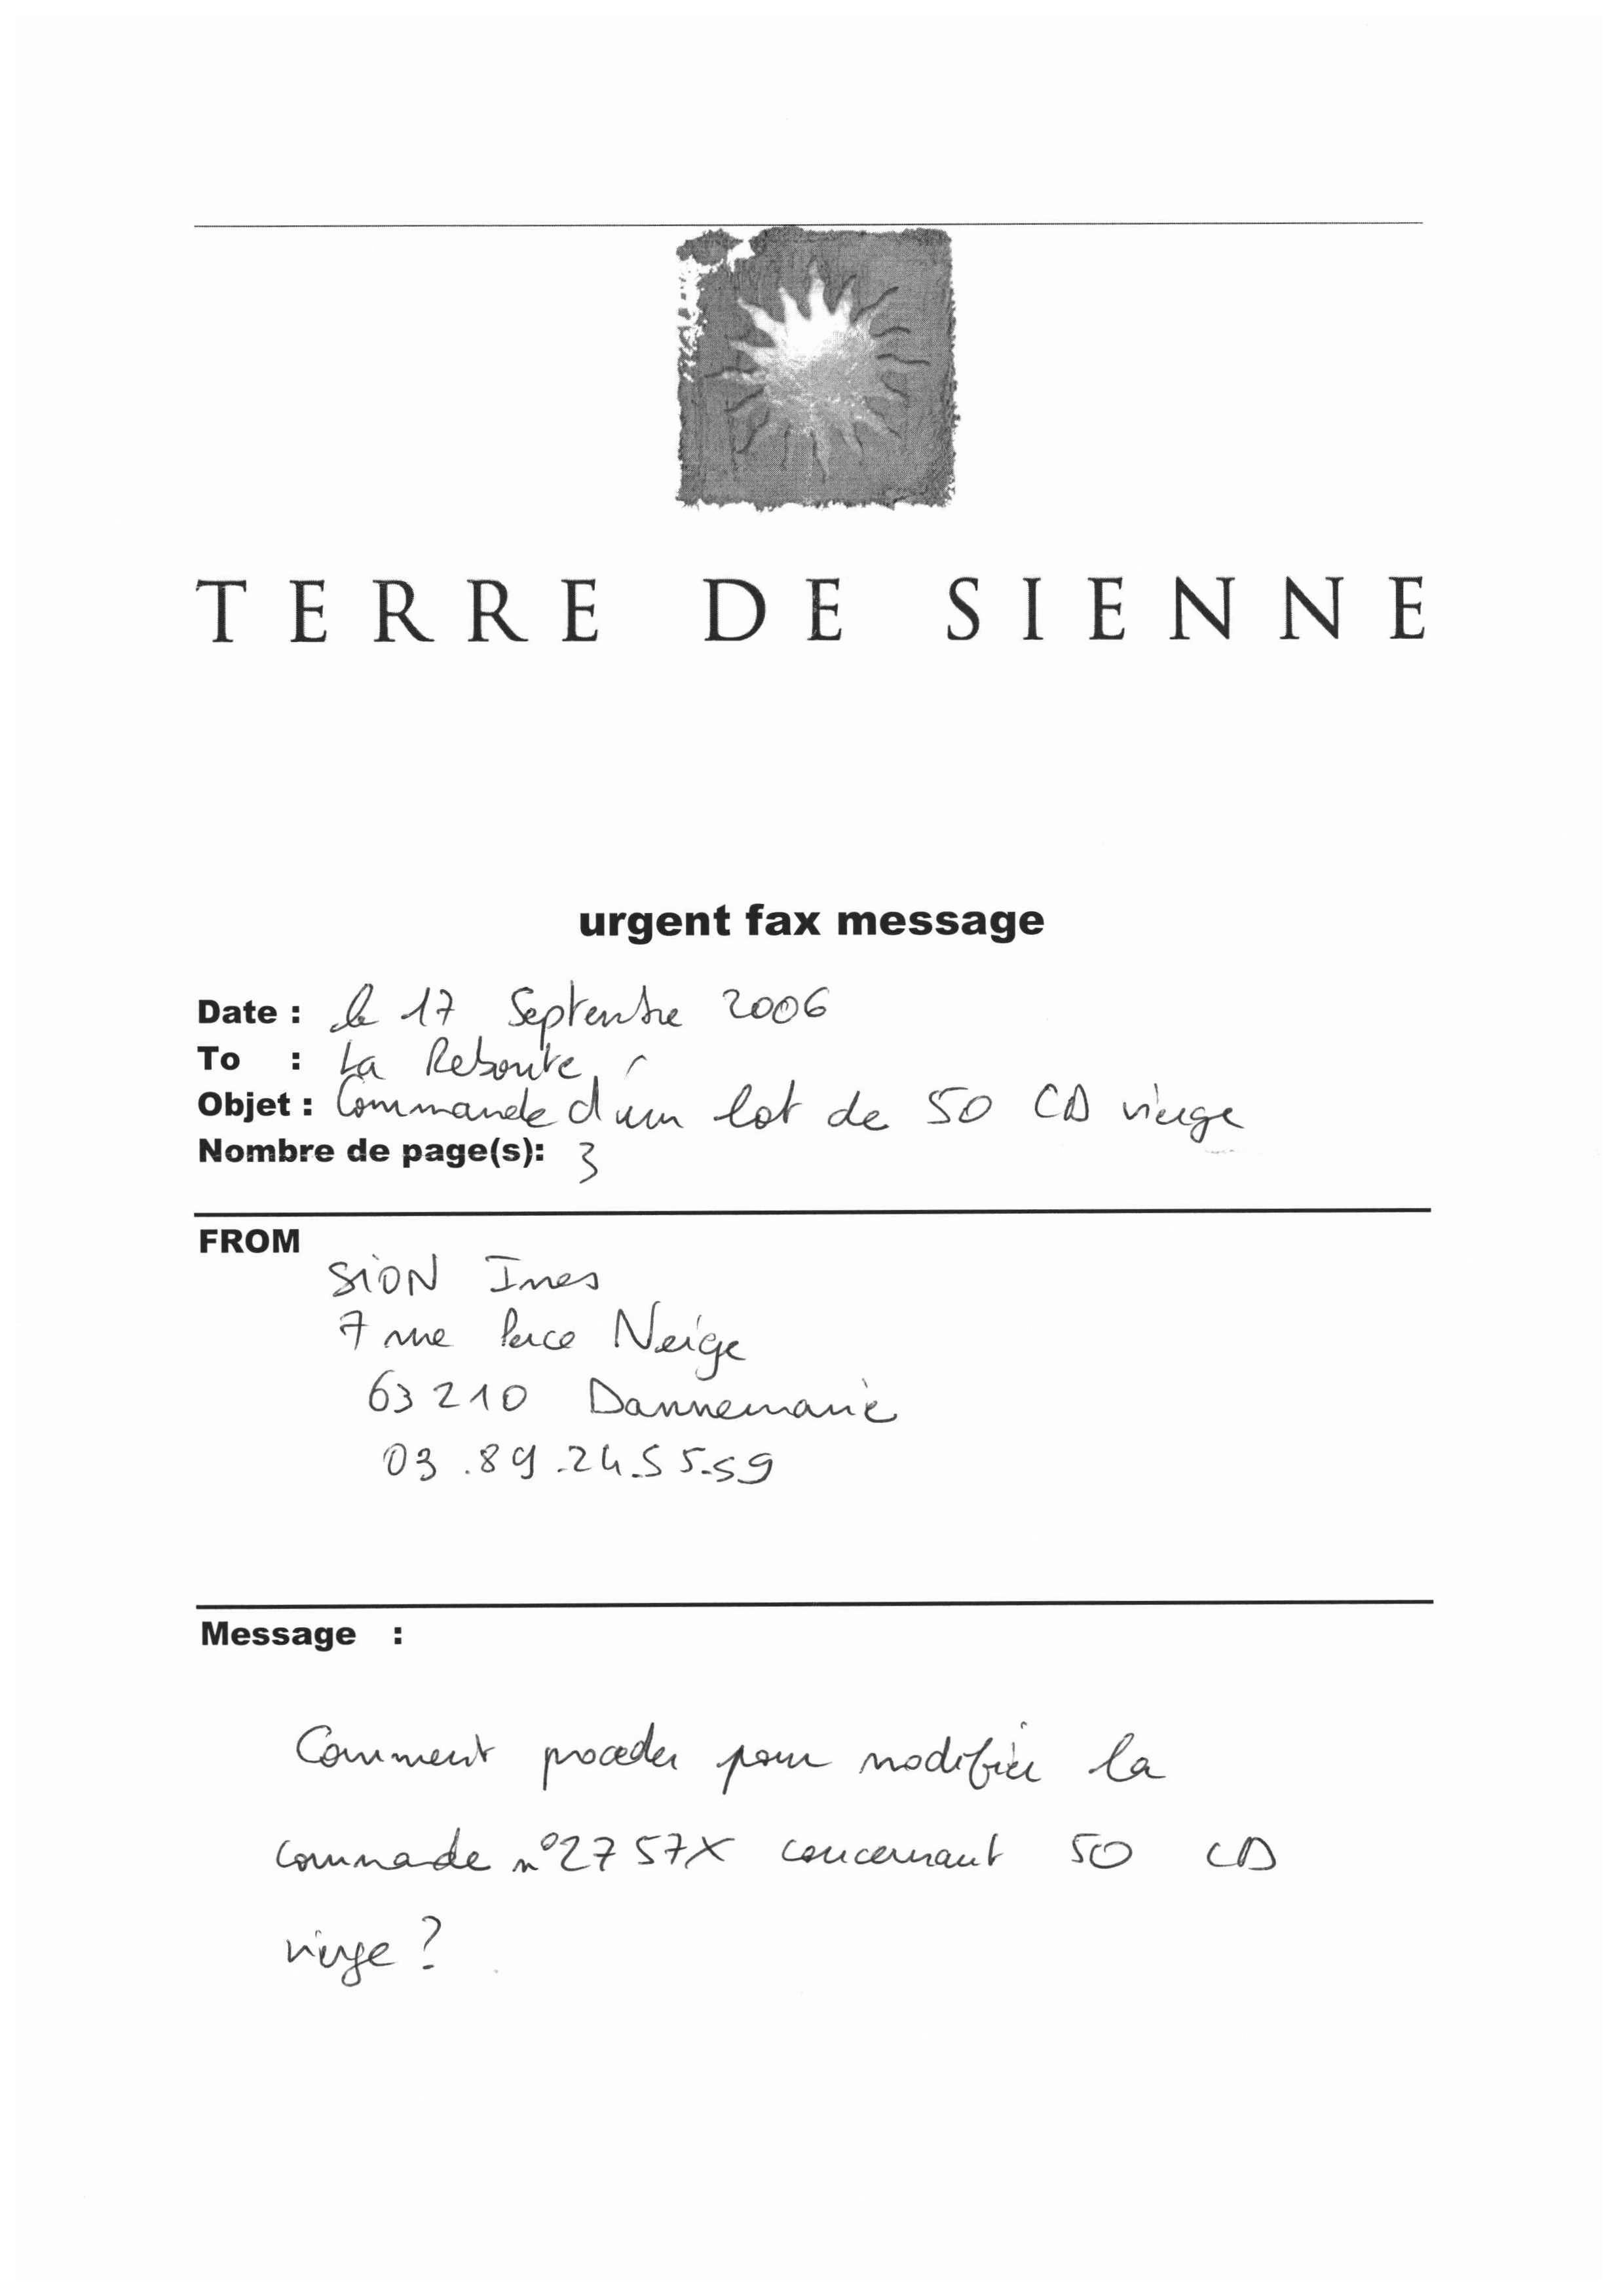 TERRE DE SIENNE
urgent fax message
Date : le 17 Septembre 2006
To : La Redoute
Objet : Commande d'un lot de 50 CD vierge
Nombre de page(s): 3
FROM
SION Ines
7 rue Perce Neige
63210 Dannemarie
03.89.24.55.59
Message :
Comment proceder pour modifier la
commade n°2757X concernant 50 CD
vierge ?